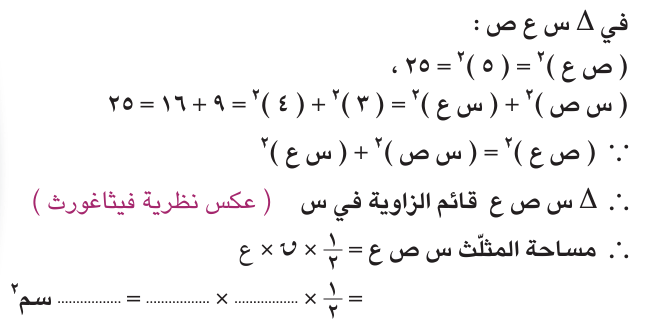 في Δ س ع ص :
( ص ع )٢ = ( ٥ )٢ = ٢٥ ،
( س ص )٢ + ( س ع )٢ = ( ٣ )٢ + ( ٤ )٢ = ٩ + ١٦ = ٢٥
∵ ( ص ع )٢ = ( س ص )٢ + ( س ع )٢
∴ Δ س ص ع قائم الزاوية في س ( عكس نظرية فيثاغورث )
∴ مساحة المثلّث س ص ع = ١/٢ × ق × ع
= ١/٢ × .................. × .................. = .................. سم٢